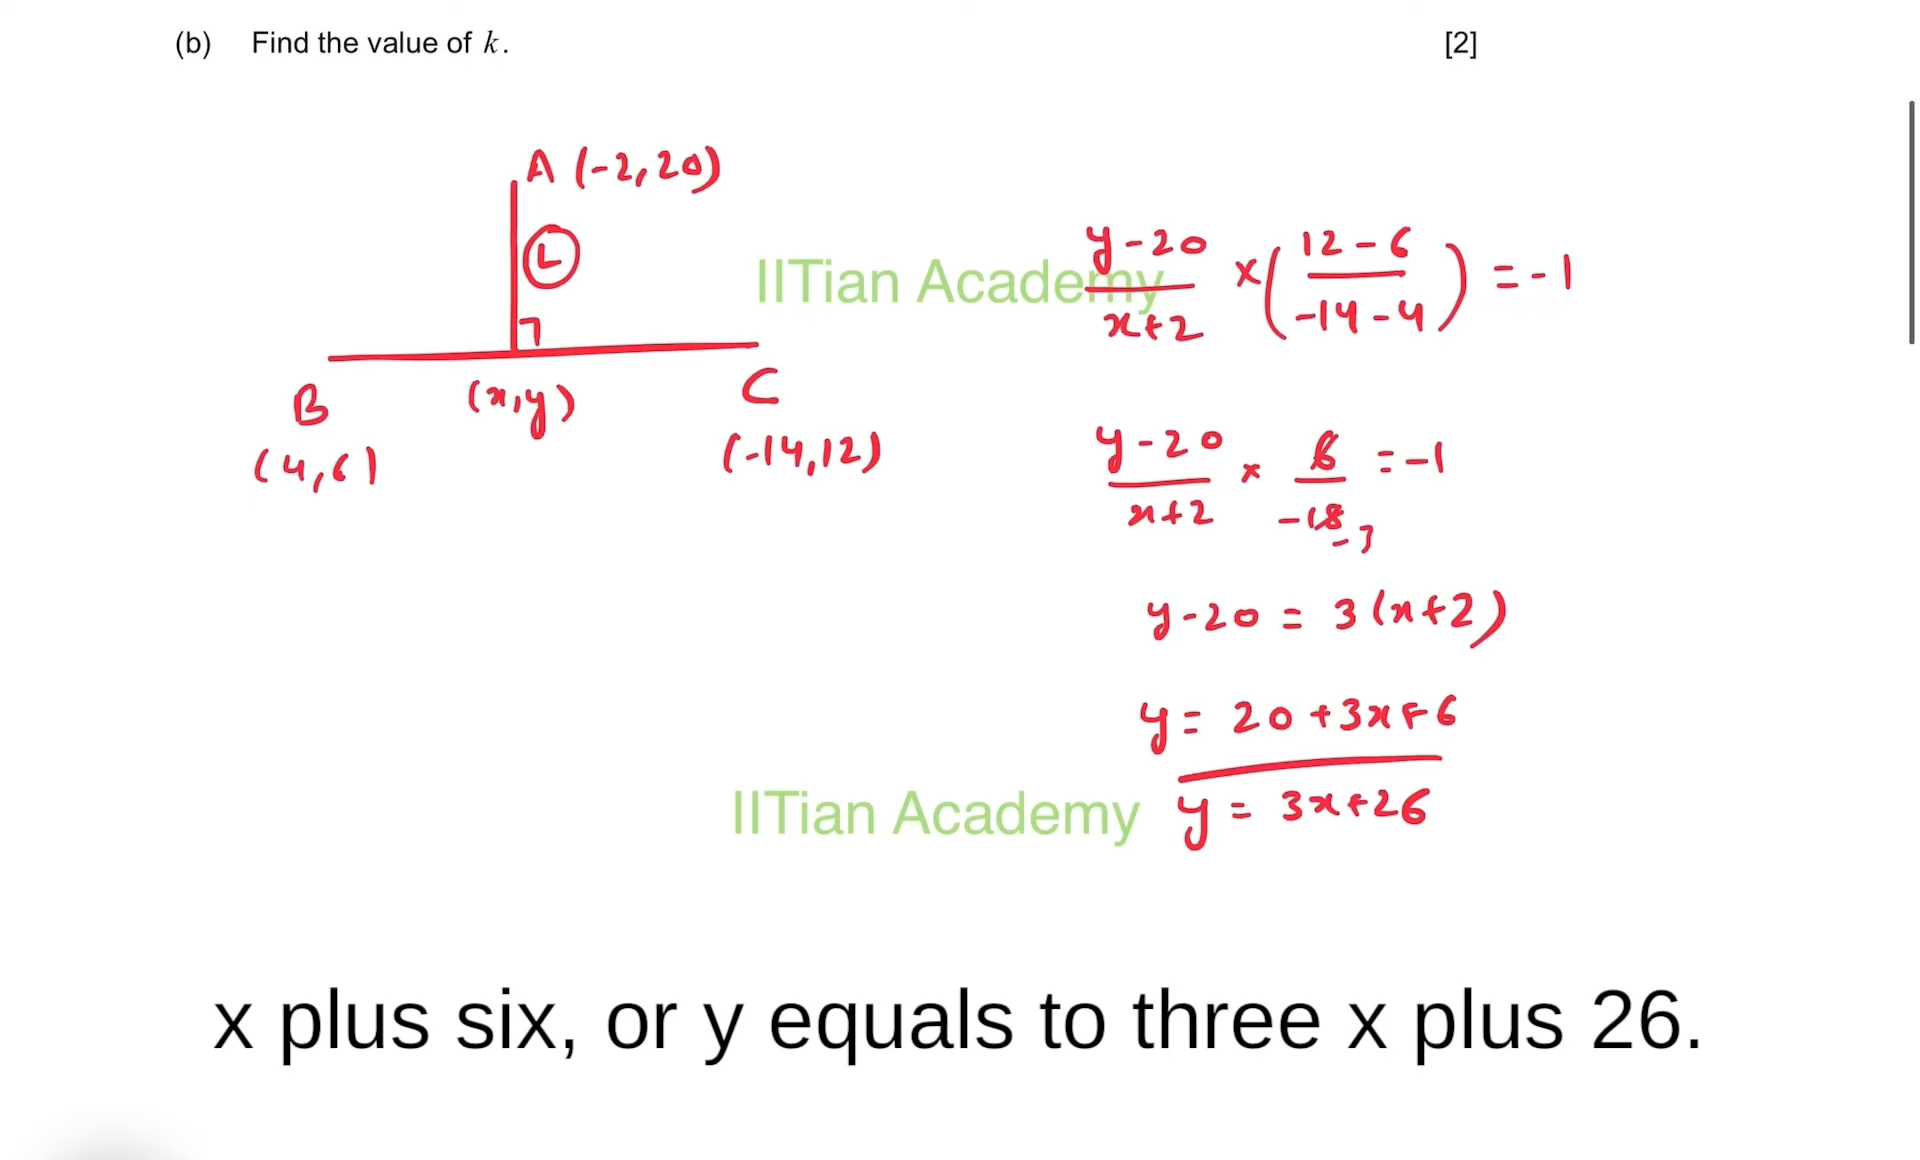 (b) Find the value of k. [2]
A (-2, 20)
L
B
(4, 6)
(x, y)
C
(-14, 12)
IITian Academy
y-20/x+2 × (12-6/-14-4) = -1
y-20/x+2 × 6/-18 = -1
-3
y-20 = 3(x+2)
y = 20+3x+6
IITian Academy
y = 3x+26
x plus six, or y equals to three x plus 26.